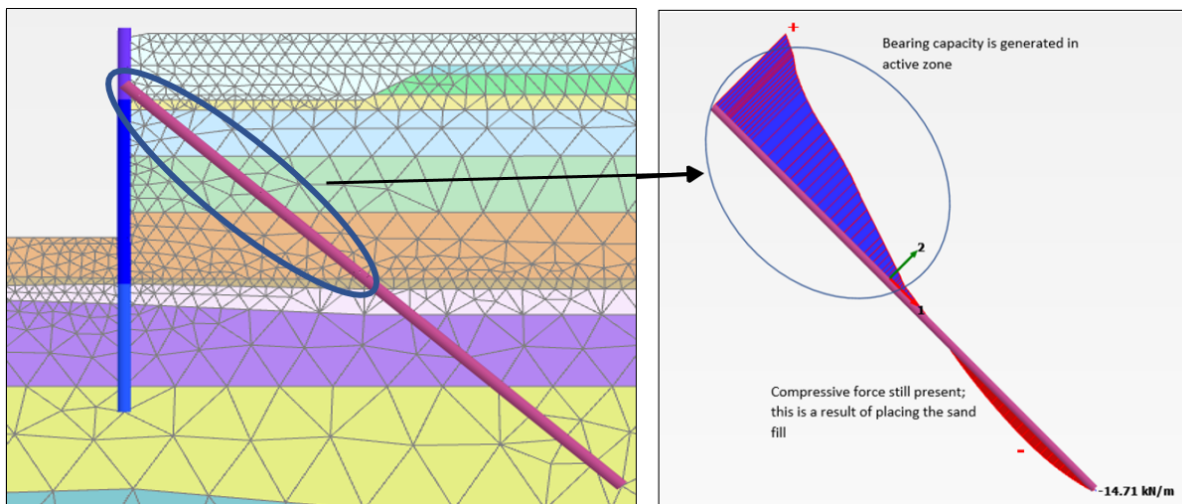 +
Bearing capacity is generated in
active zone
2
1
Compressive force still present;
this is a result of placing the sand
fill
-
-14.71 kN/m